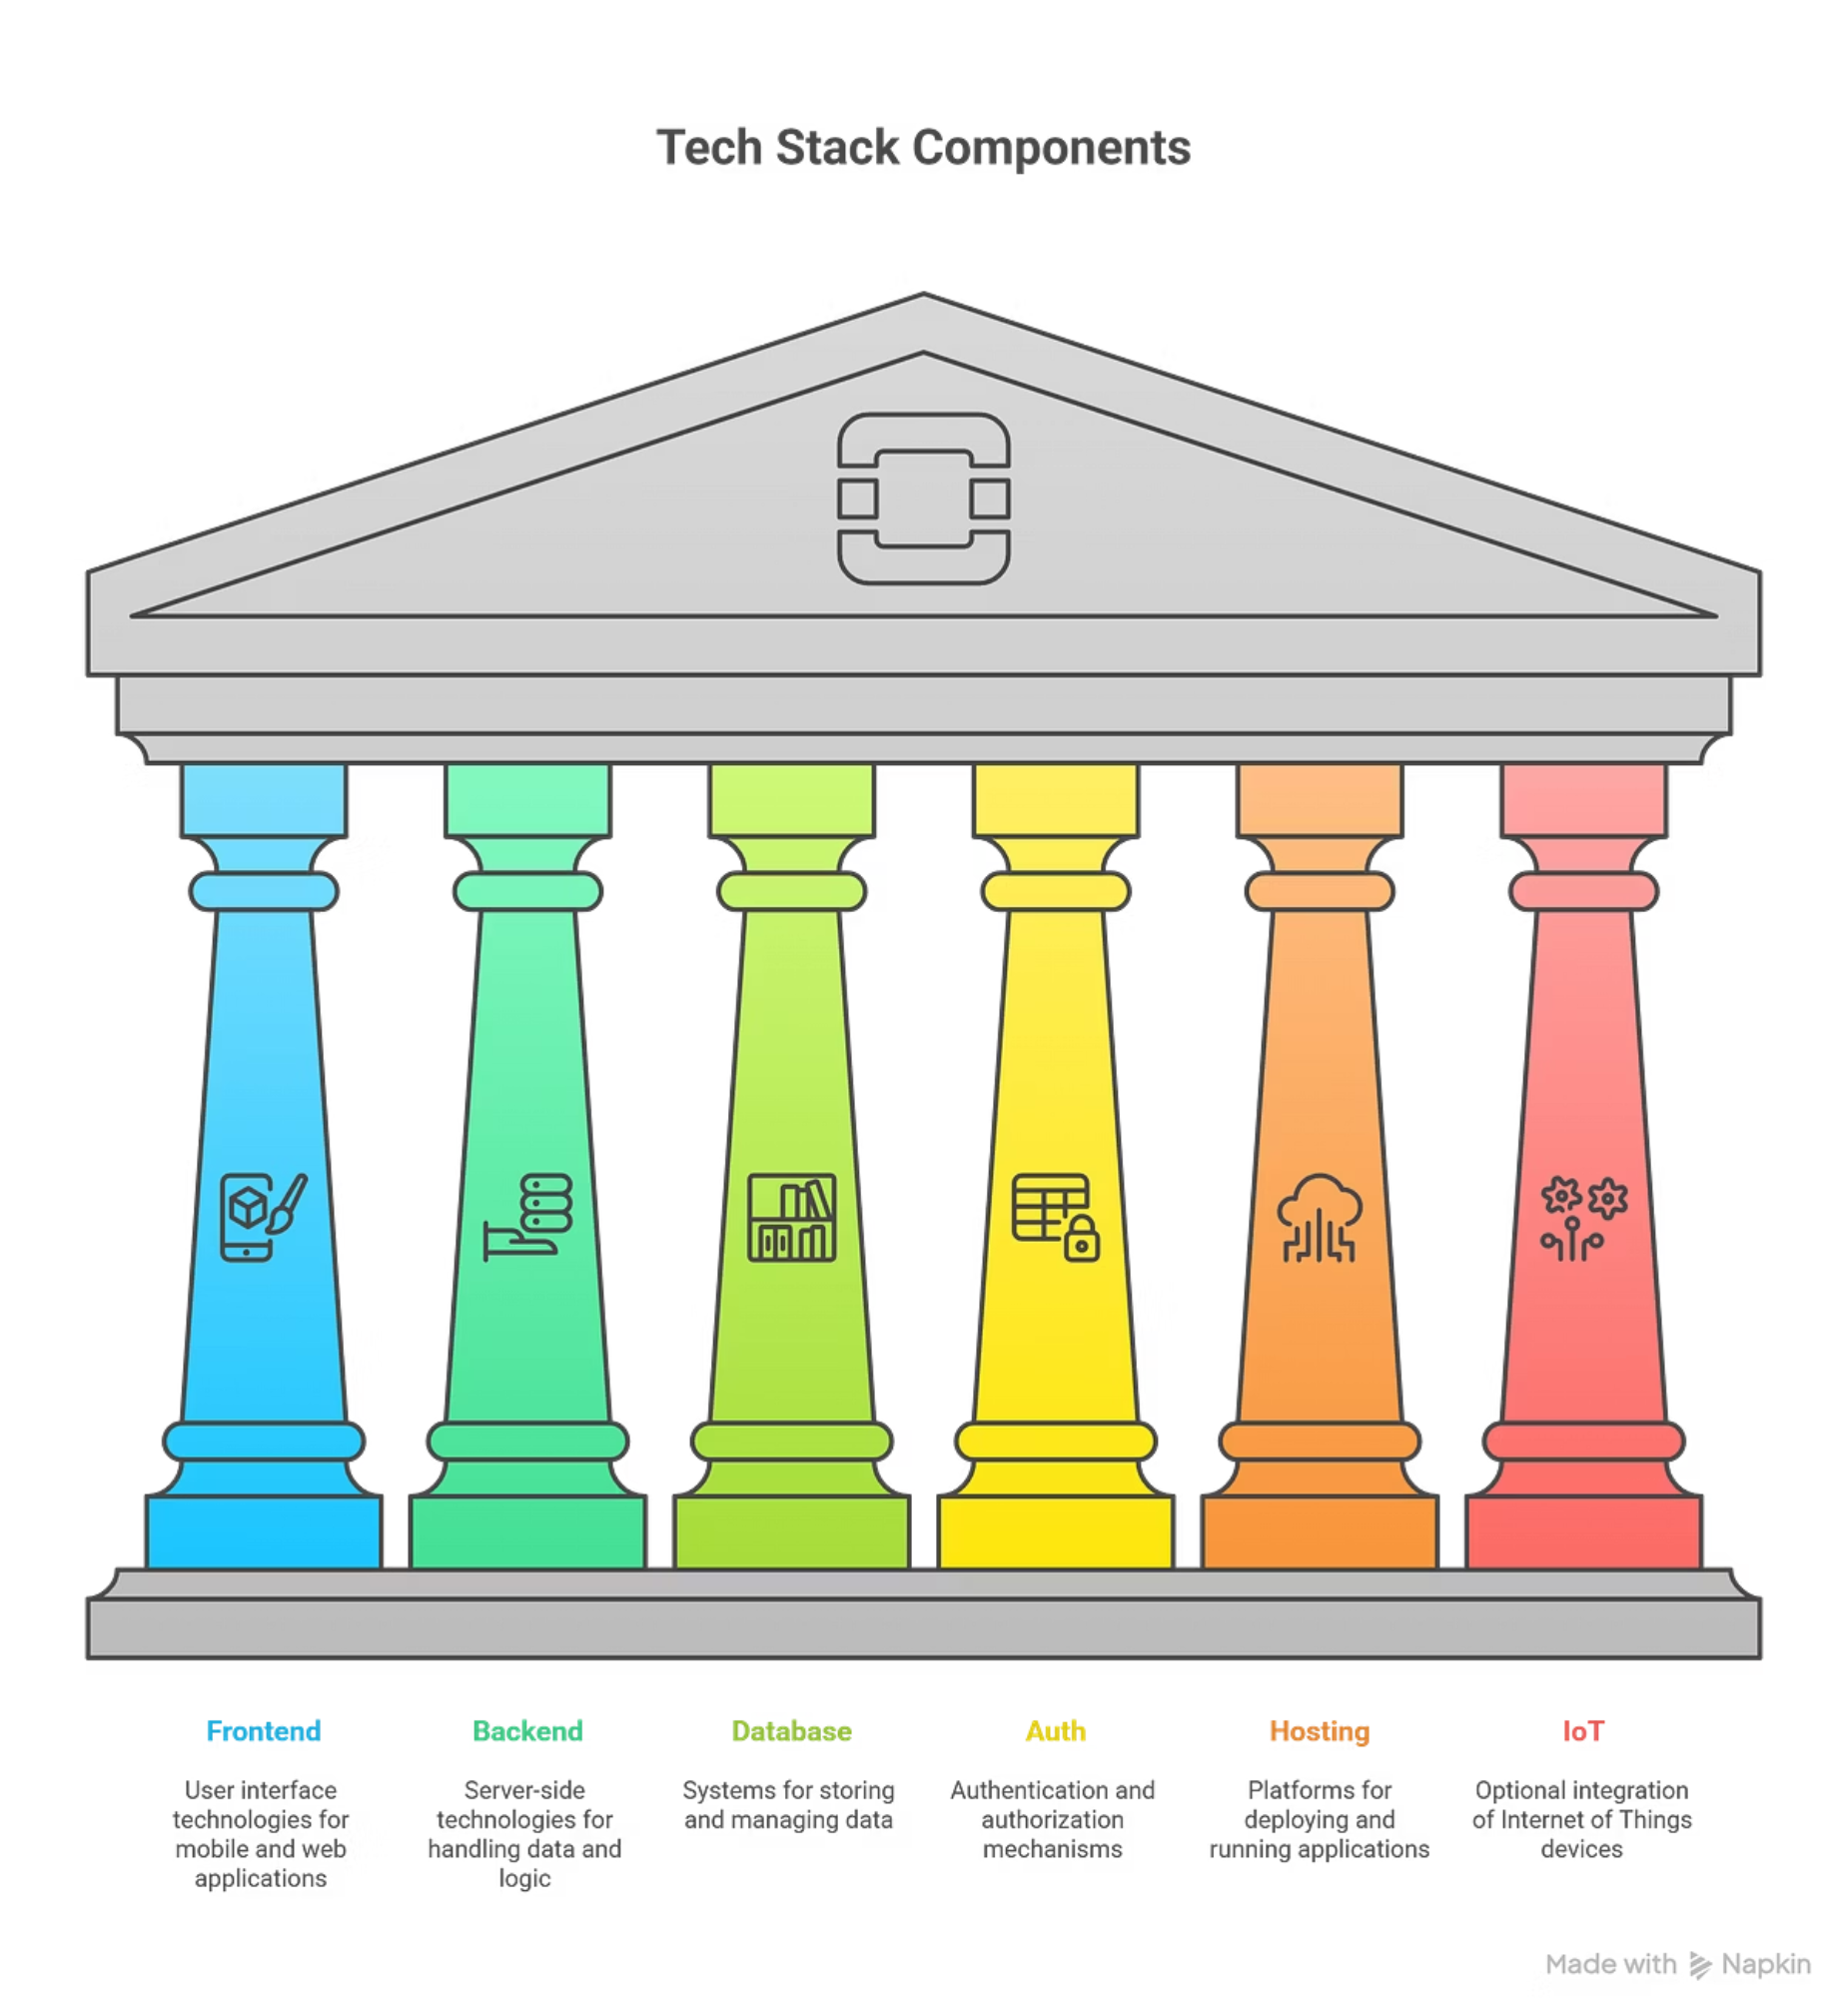 Tech Stack Components
Frontend
User interface
technologies for
mobile and web
applications
Backend
Server-side
technologies for
handling data and
logic
Database
Systems for storing
and managing data
Auth
Authentication and
authorization
mechanisms
Hosting
Platforms for
deploying and
running applications
IoT
Optional integration
of Internet of Things
devices
Made with Napkin